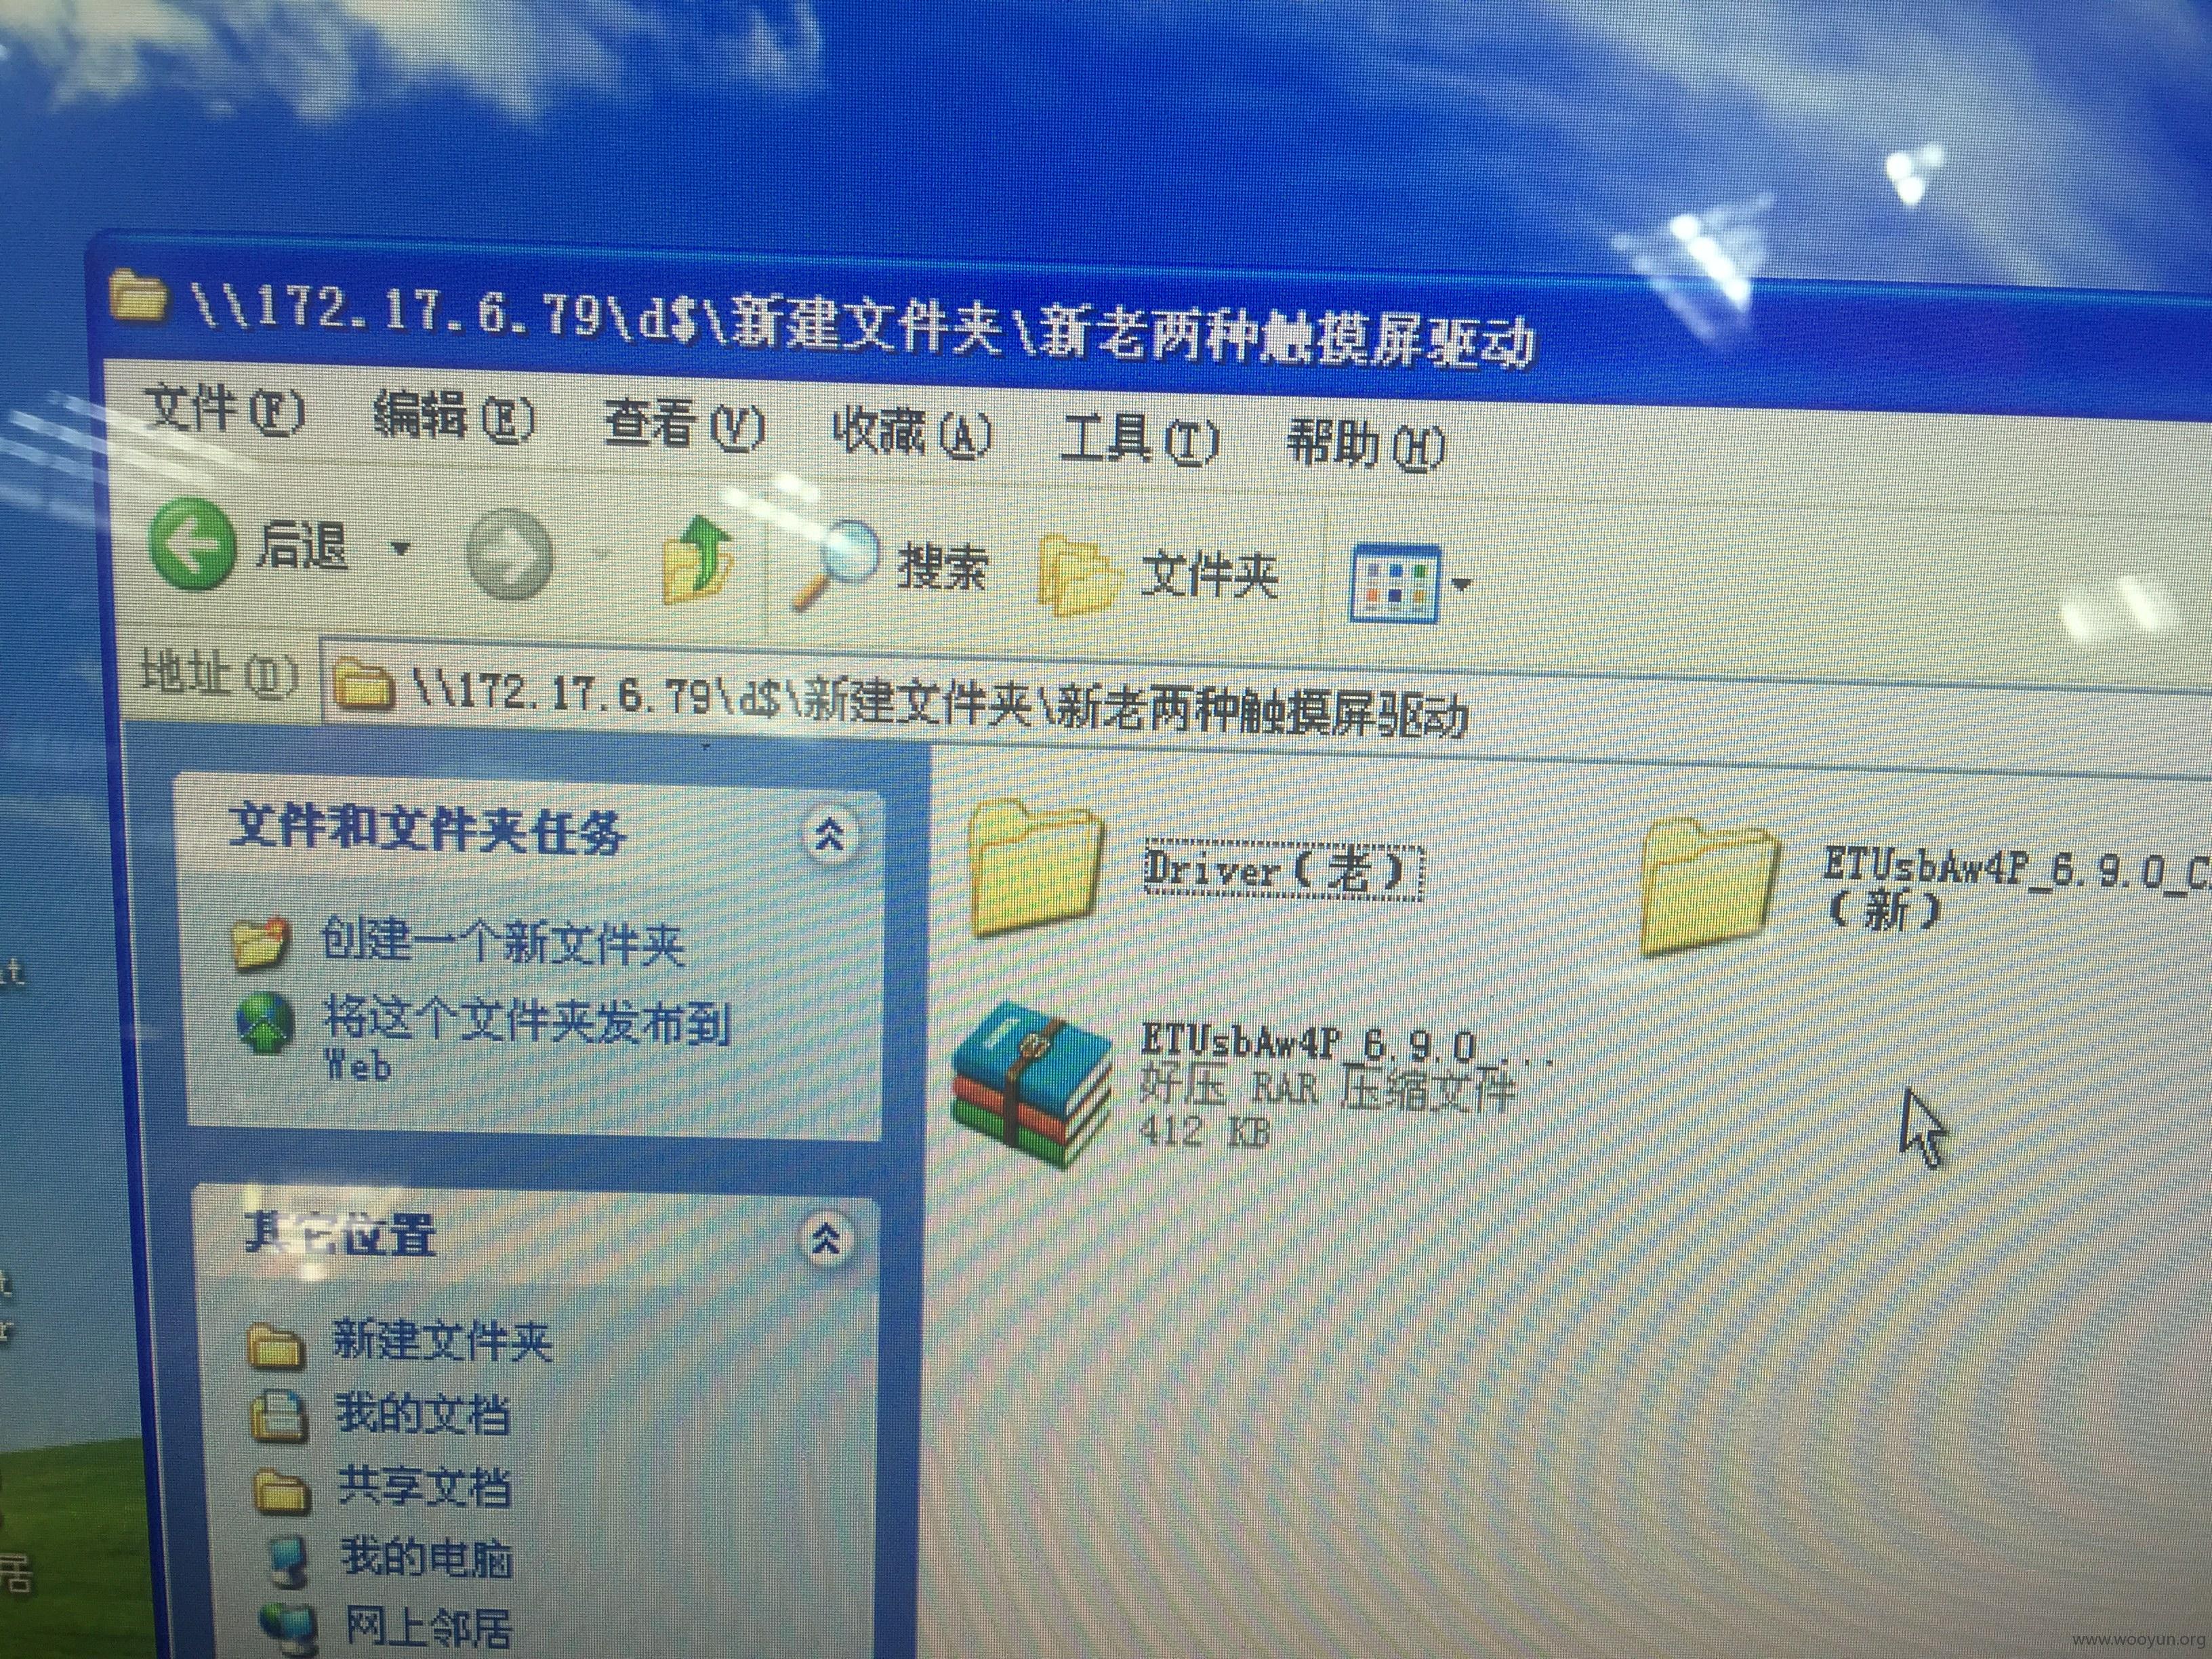 \\172.17.6.79\d$\新建文件夹\新老两种触摸屏驱动
文件(F) 编辑(E) 查看(V) 收藏(A) 工具(T) 帮助(H)
后退 搜索 文件夹
地址(D) \\172.17.6.79\d$\新建文件夹\新老两种触摸屏驱动
文件和文件夹任务
创建一个新文件夹
将这个文件夹发布到
Web
其它位置
新建文件夹
我的文档
共享文档
我的电脑
网上邻居
Driver(老)
ETUsbAw4P_6.9.0_C
(新)
ETUsbAw4P_6.9.0_...
好压 RAR 压缩文件
412 KB
居
www.wooyun.org